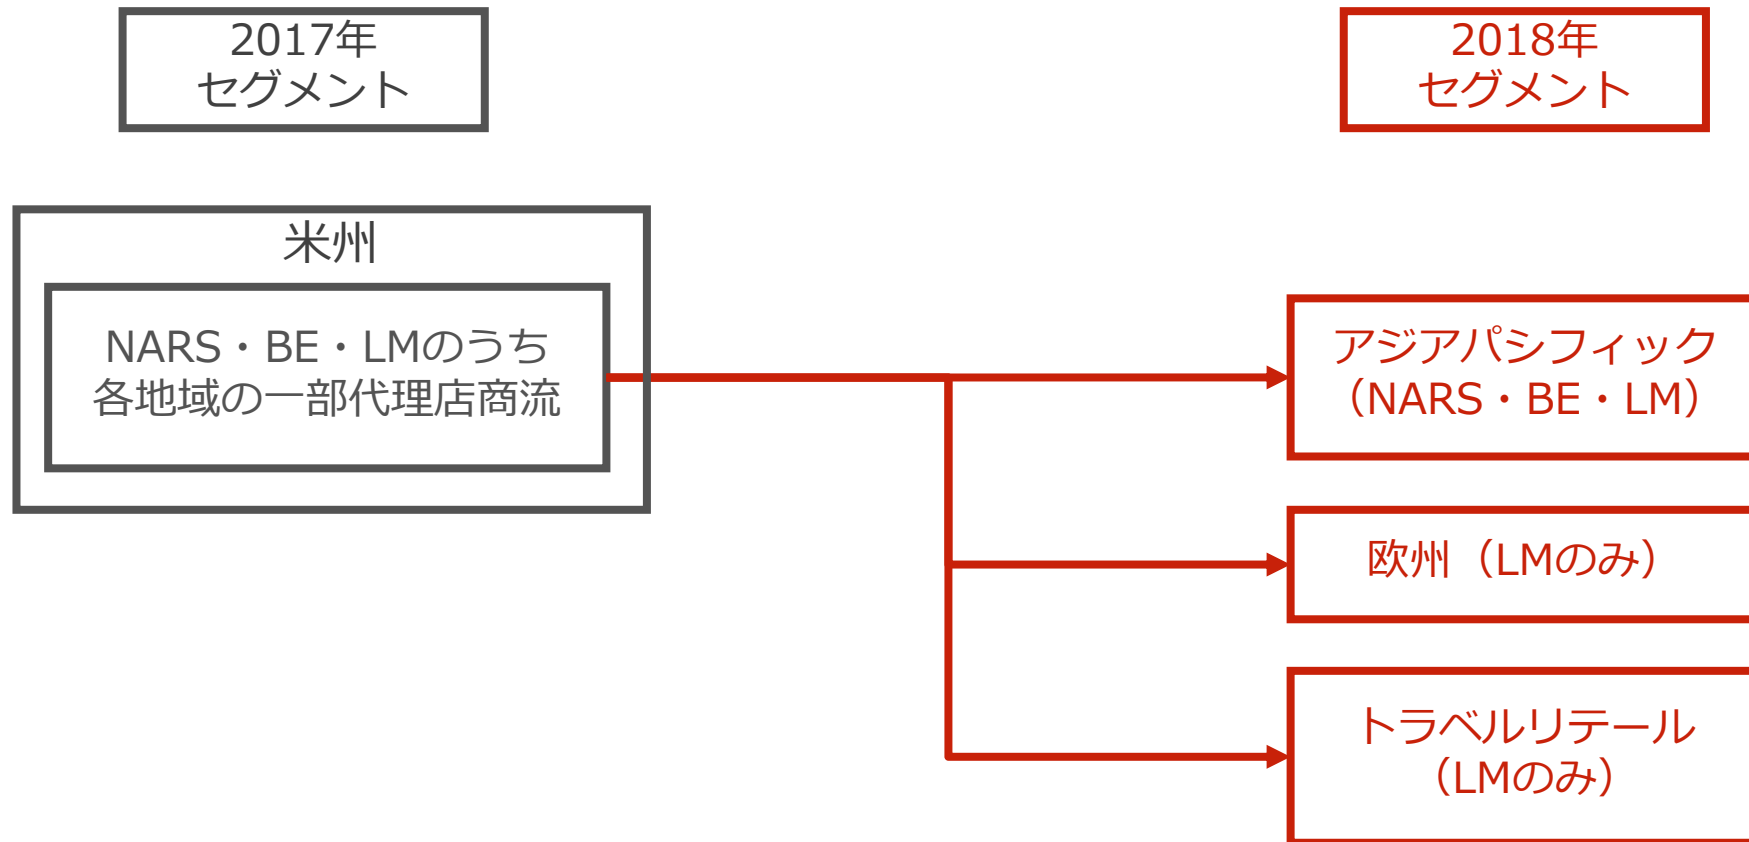 2017年
セグメント
2018年
セグメント
米州
NARS・BE・LMのうち
各地域の一部代理店商流
アジアパシフィック
（NARS・BE・LM）
欧州（LMのみ）
トラベルリテール
（LMのみ）